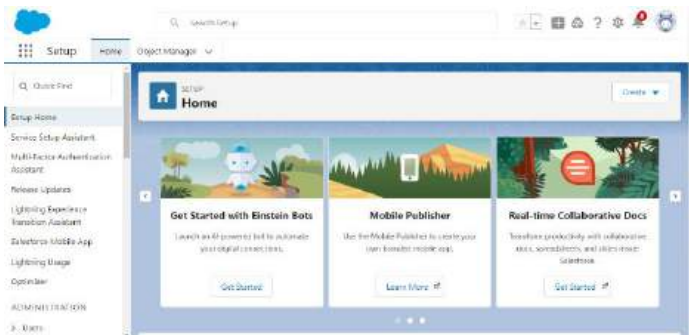 Search Setup
Setup
Home
Object Manager
Quick Find
Setup Home
Service Setup Assistant
Multi-Factor Authentication
Assistant
Release Updates
Lightning Experience
Transition Assistant
Salesforce Mobile App
Lightning Usage
Optimizer
ADMINISTRATION
Users
SETUP
Home
Create
Get Started with Einstein Bots
Launch an AI-powered bot to automate
your digital connections.
Get Started
Mobile Publisher
Use the Mobile Publisher to create your
own branded mobile app.
Learn More
Real-time Collaborative Docs
Transform productivity with collaborative
docs, spreadsheets, and slides inside
Salesforce.
Get Started